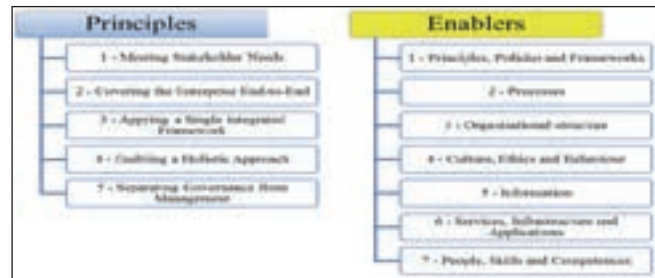 Principles
1 - Meeting Stakeholder Needs
2 - Covering the Enterprise End-to-End
3 - Applying a Single Integrated
Framework
4 - Enabling a Holistic Approach
5 - Separating Governance from
Management
Enablers
1 - Principles, Policies and Frameworks
2 - Processes
3 - Organisational structure
4 - Culture, Ethics and Behaviour
5 - Information
6 - Services, Infrastructure and
Applications
7 - People, Skills and Competences